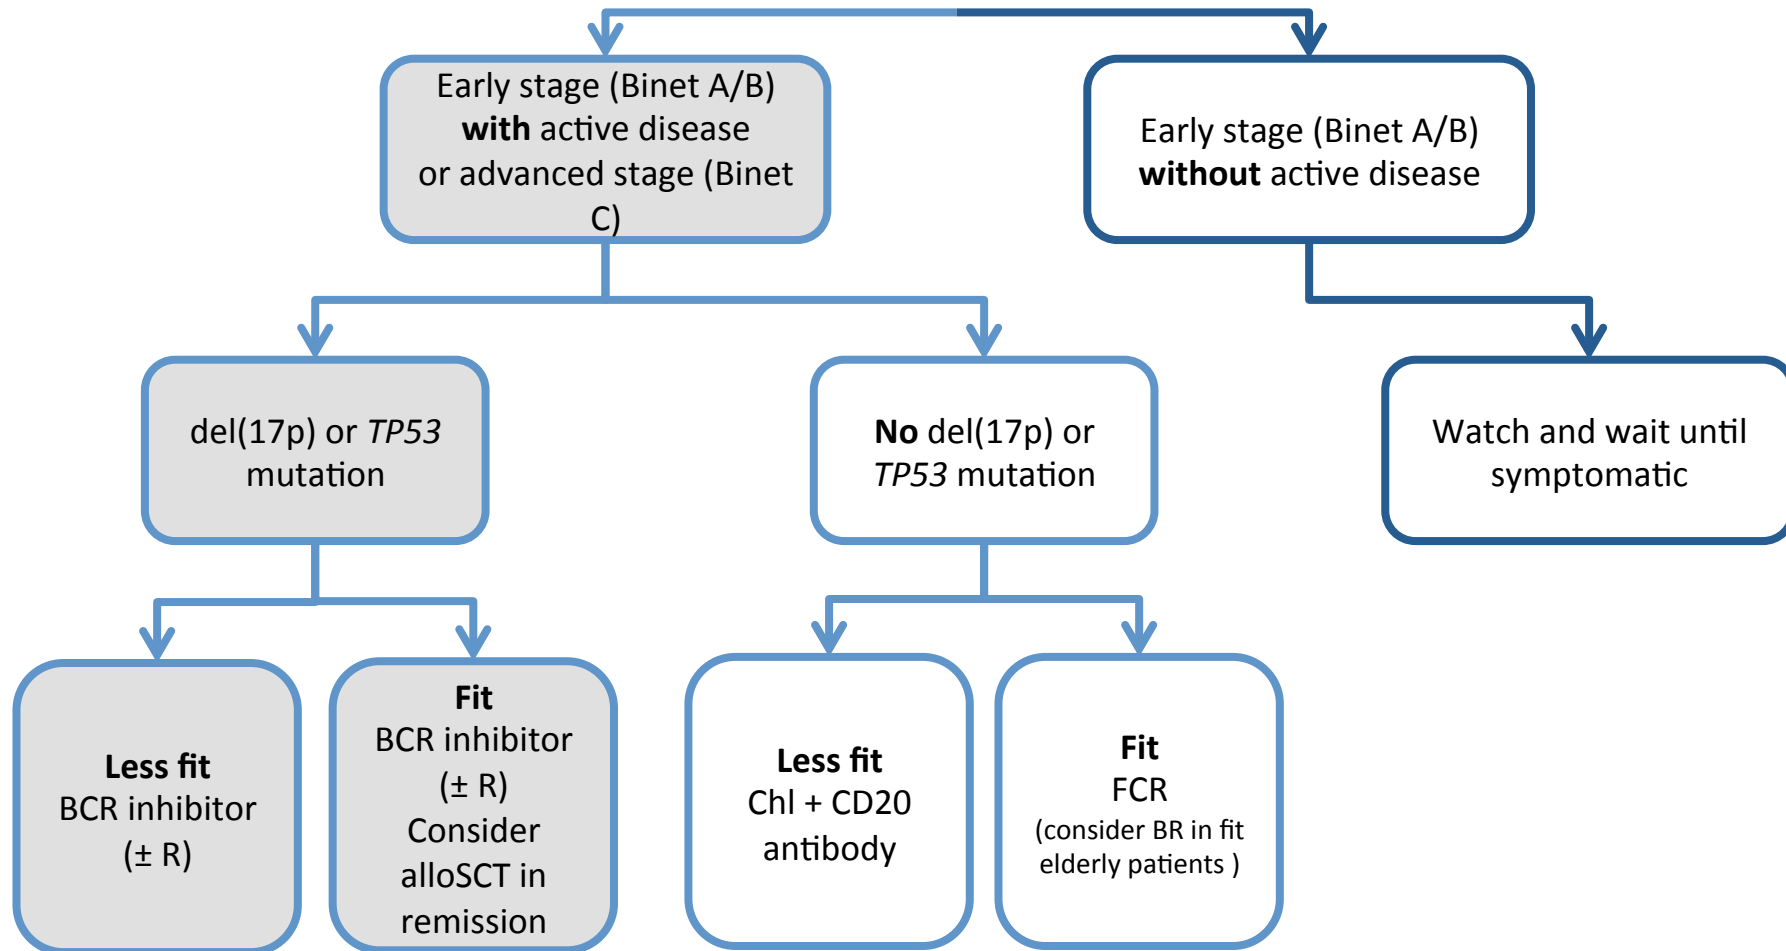 Early stage (Binet A/B)
with active disease
or advanced stage (Binet
C)
Early stage (Binet A/B)
without active disease
del(17p) or TP53
mutation
No del(17p) or
TP53 mutation
Watch and wait until
symptomatic
Less fit
BCR inhibitor
(± R)
Fit
BCR inhibitor
(± R)
Consider
alloSCT in
remission
Less fit
Chl + CD20
antibody
Fit
FCR
(consider BR in fit
elderly patients )